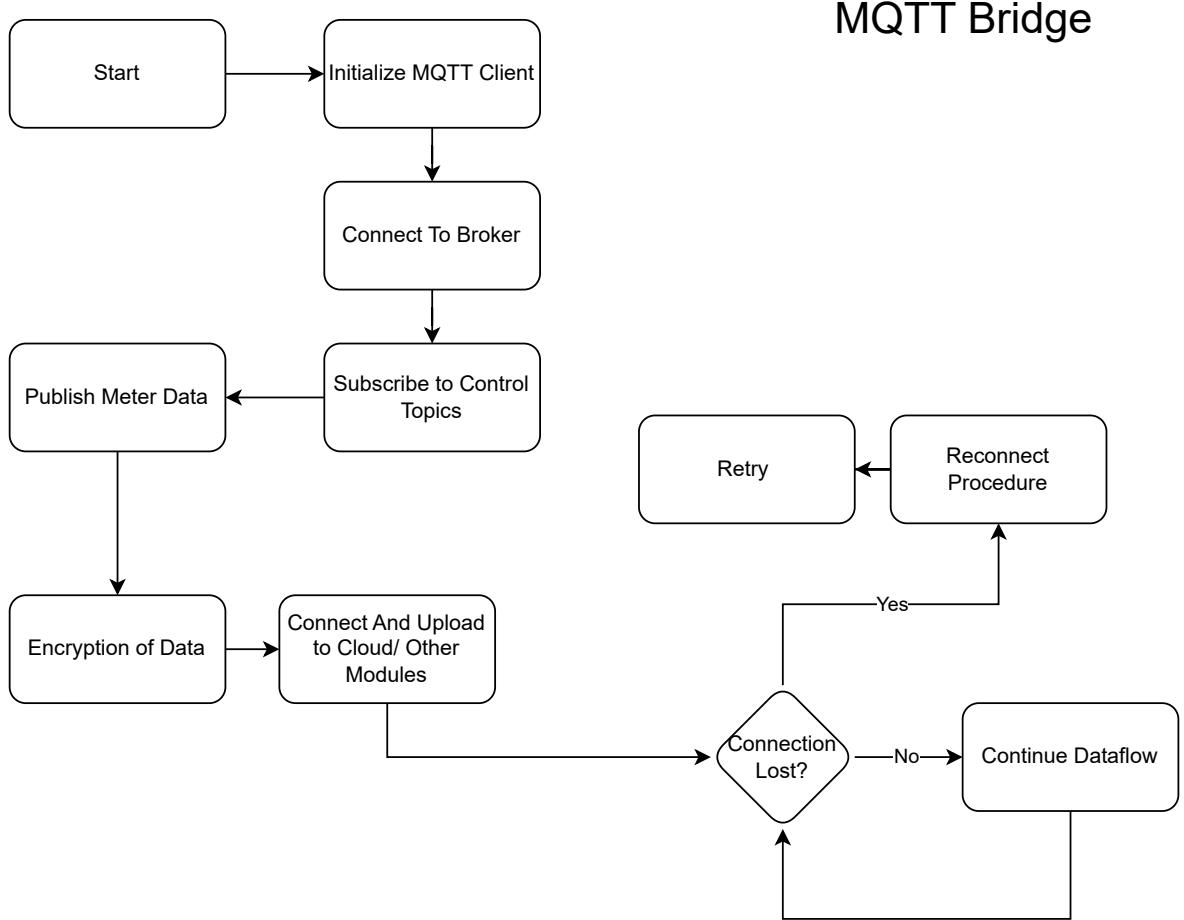 MQTT Bridge
Start
Initialize MQTT Client
Connect To Broker
Subscribe to Control
Topics
Publish Meter Data
Encryption of Data
Connect And Upload
to Cloud/ Other
Modules
Connection
Lost?
Yes
Reconnect
Procedure
Retry
No
Continue Dataflow